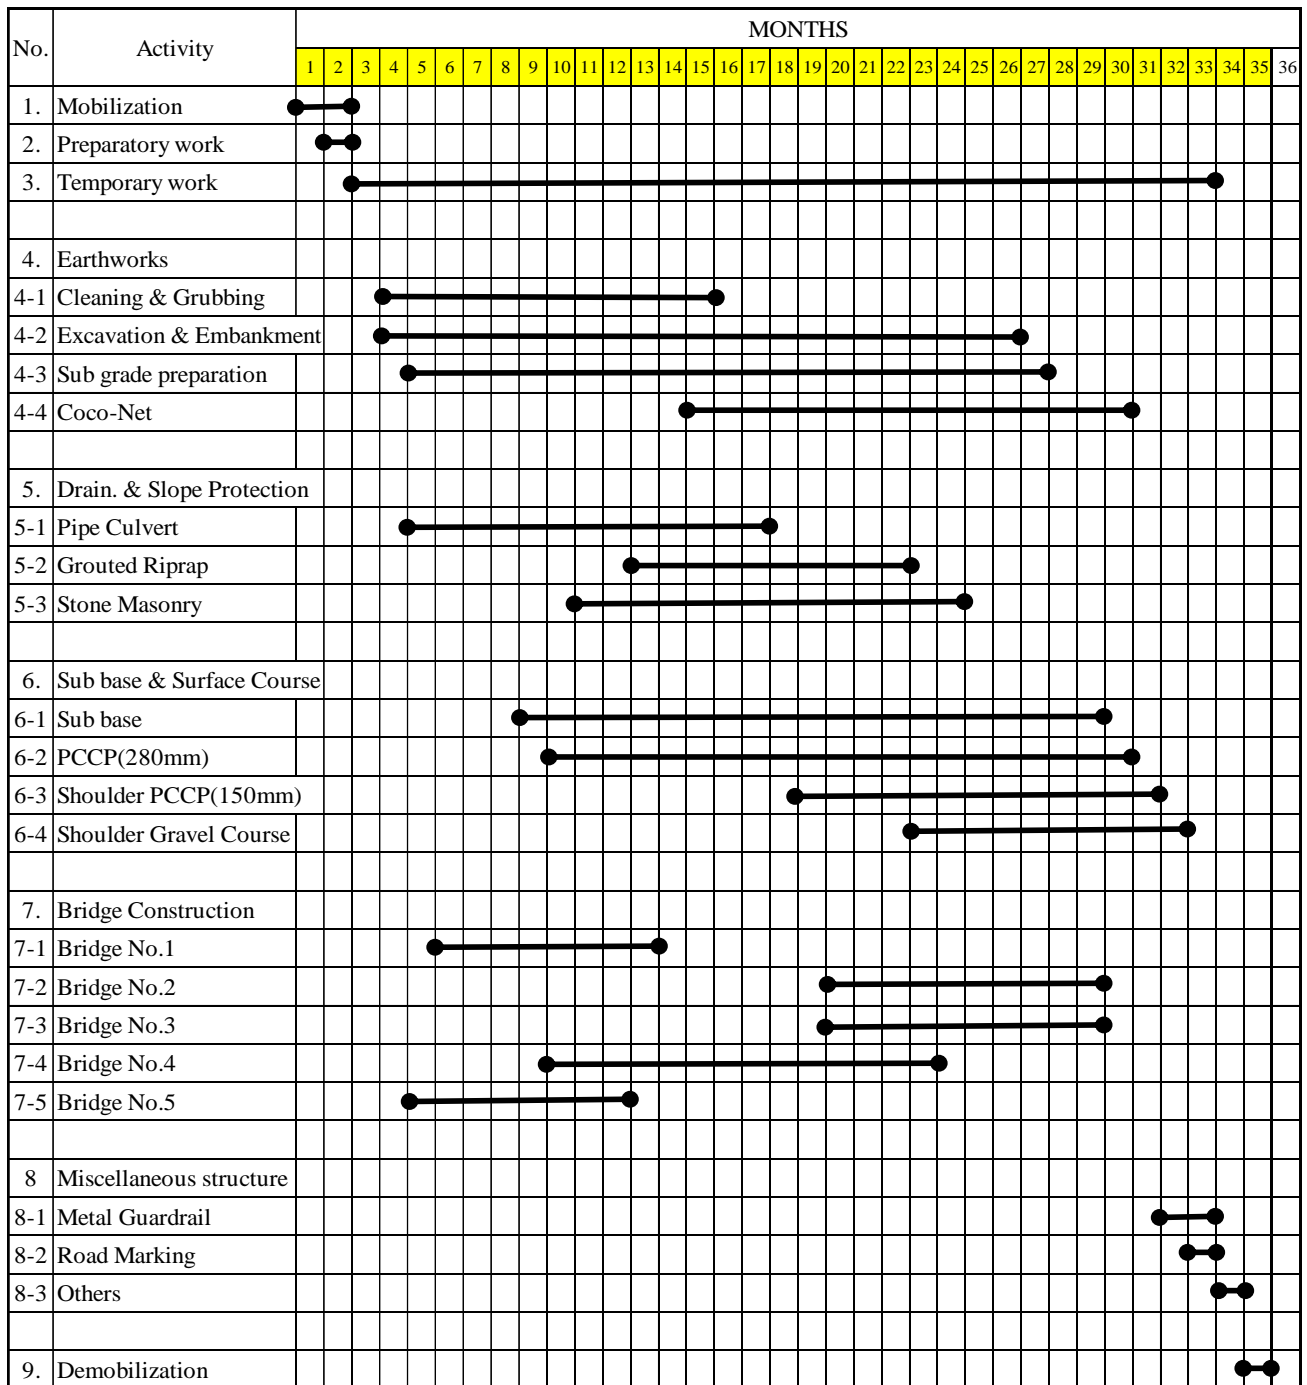 MONTHS
No. Activity
1 2 3 4 5 6 7 8 9 10 11 12 13 14 15 16 17 18 19 20 21 22 23 24 25 26 27 28 29 30 31 32 33 34 35 36
1. Mobilization
2. Preparatory work
3. Temporary work
4. Earthworks
4-1 Cleaning & Grubbing
4-2 Excavation & Embankment
4-3 Sub grade preparation
4-4 Coco-Net
5. Drain. & Slope Protection
5-1 Pipe Culvert
5-2 Grouted Riprap
5-3 Stone Masonry
6. Sub base & Surface Course
6-1 Sub base
6-2 PCCP(280mm)
6-3 Shoulder PCCP(150mm)
6-4 Shoulder Gravel Course
7. Bridge Construction
7-1 Bridge No.1
7-2 Bridge No.2
7-3 Bridge No.3
7-4 Bridge No.4
7-5 Bridge No.5
8 Miscellaneous structure
8-1 Metal Guardrail
8-2 Road Marking
8-3 Others
9. Demobilization